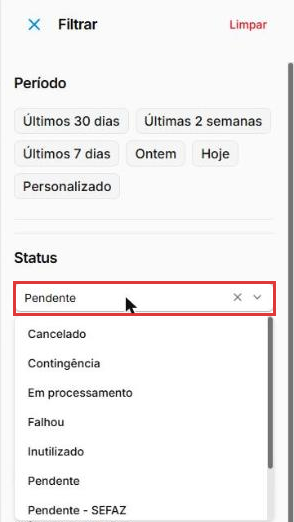 Filtrar
Limpar
Período
Últimos 30 dias
Últimas 2 semanas
Últimos 7 dias
Ontem
Hoje
Personalizado
Status
Pendente
Cancelado
Contingência
Em processamento
Falhou
Inutilizado
Pendente
Pendente - SEFAZ